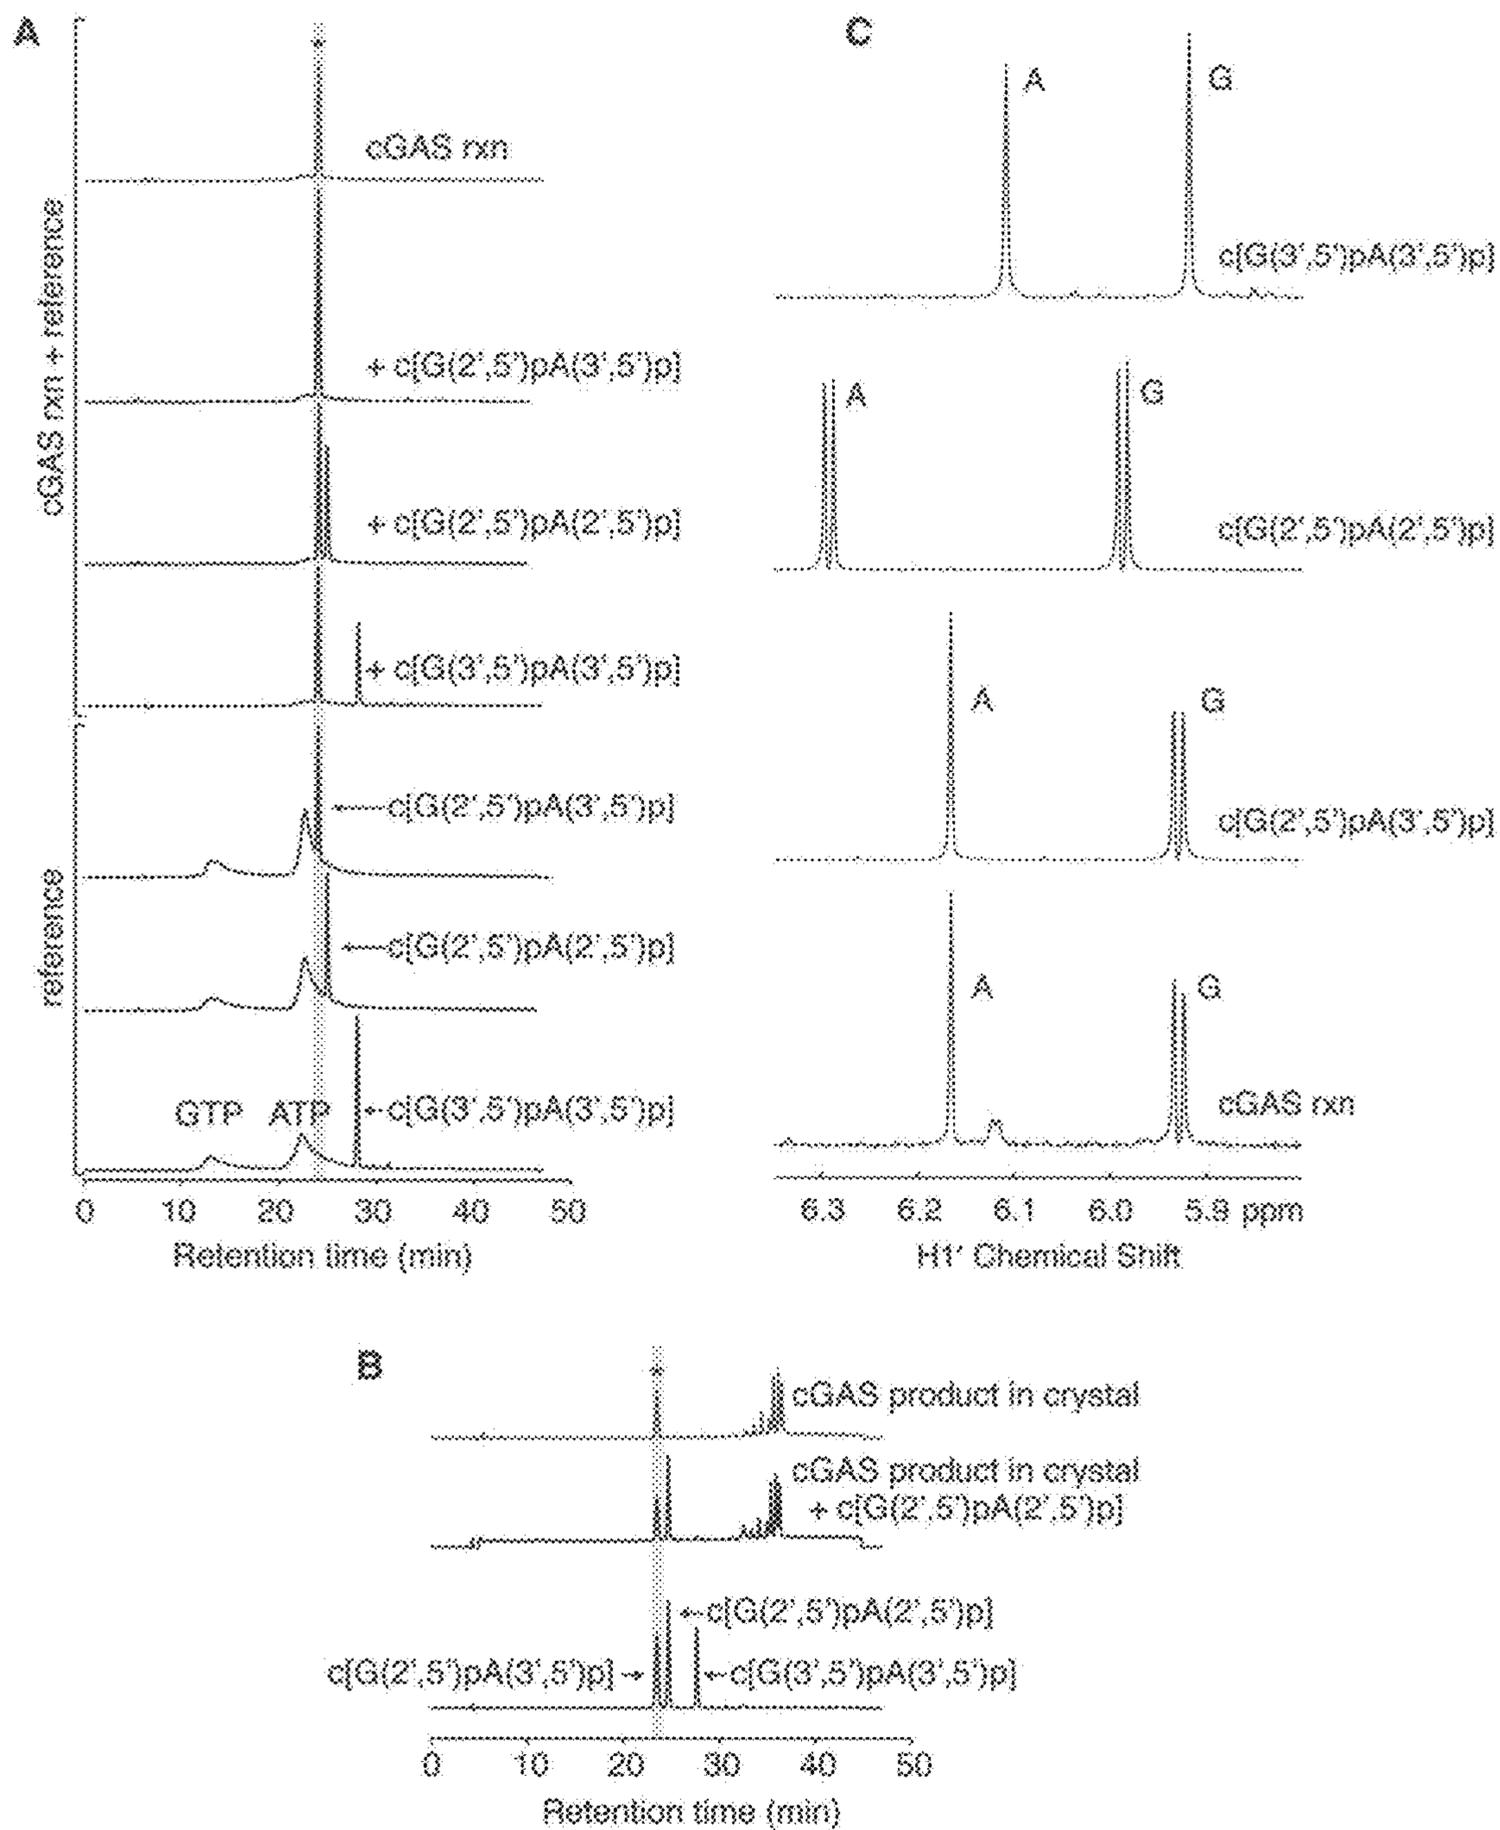 A
cGAS rxn + reference
cGAS rxn
+ c[G(2',5')pA(3',5')p]
+ c[G(2',5')pA(2',5')p]
+ c[G(3',5')pA(3',5')p]
reference
c[G(2',5')pA(3',5')p]
c[G(2',5')pA(2',5')p]
GTP ATP
c[G(3',5')pA(3',5')p]
0 10 20 30 40 50
Retention time (min)
C
A G
c[G(3',5')pA(3',5')p]
A G
c[G(2',5')pA(2',5')p]
A G
c[G(2',5')pA(3',5')p]
A G
cGAS rxn
6.3 6.2 6.1 6.0 5.9 ppm
H1' Chemical Shift
B
cGAS product in crystal
cGAS product in crystal
+ c[G(2',5')pA(2',5')p]
c[G(2',5')pA(2',5')p]
c[G(2',5')pA(3',5')p]
c[G(3',5')pA(3',5')p]
0 10 20 30 40 50
Retention time (min)